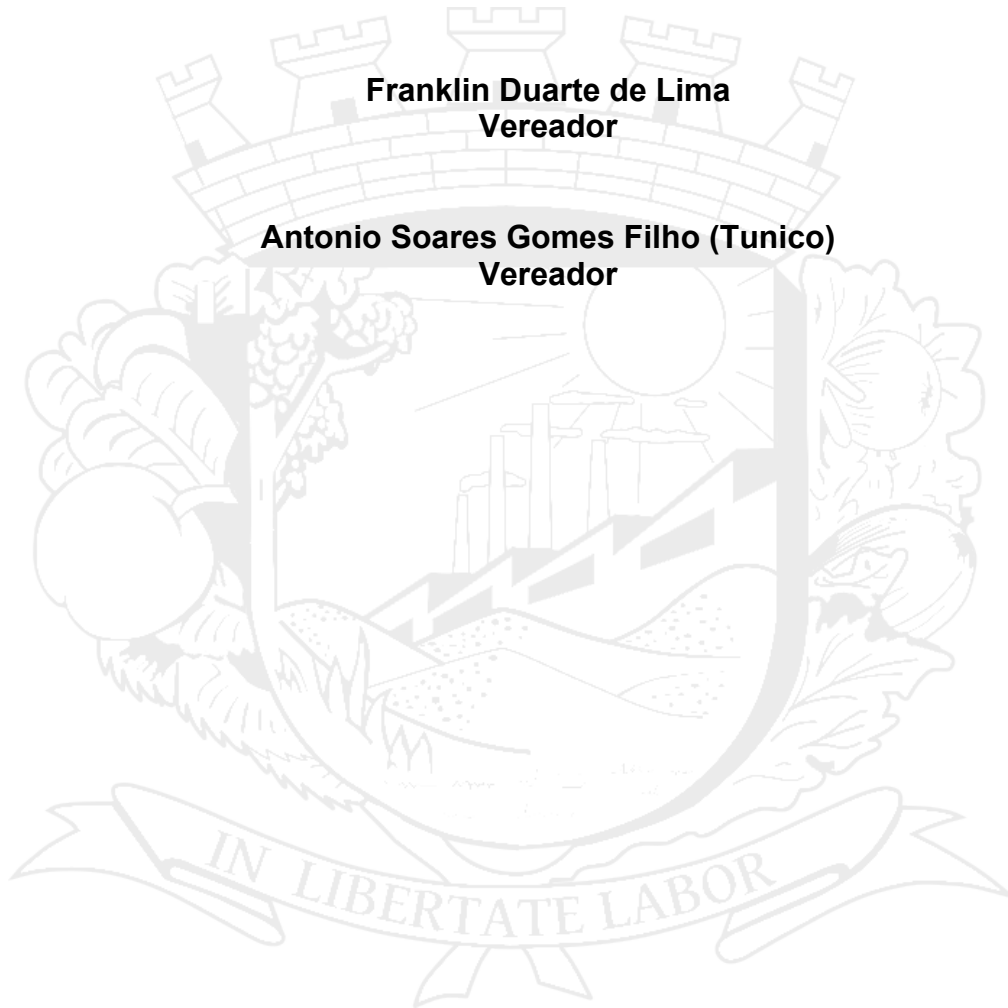 Franklin Duarte de Lima
Vereador
Antonio Soares Gomes Filho (Tunico)
Vereador
IN LIBERTATE LABOR